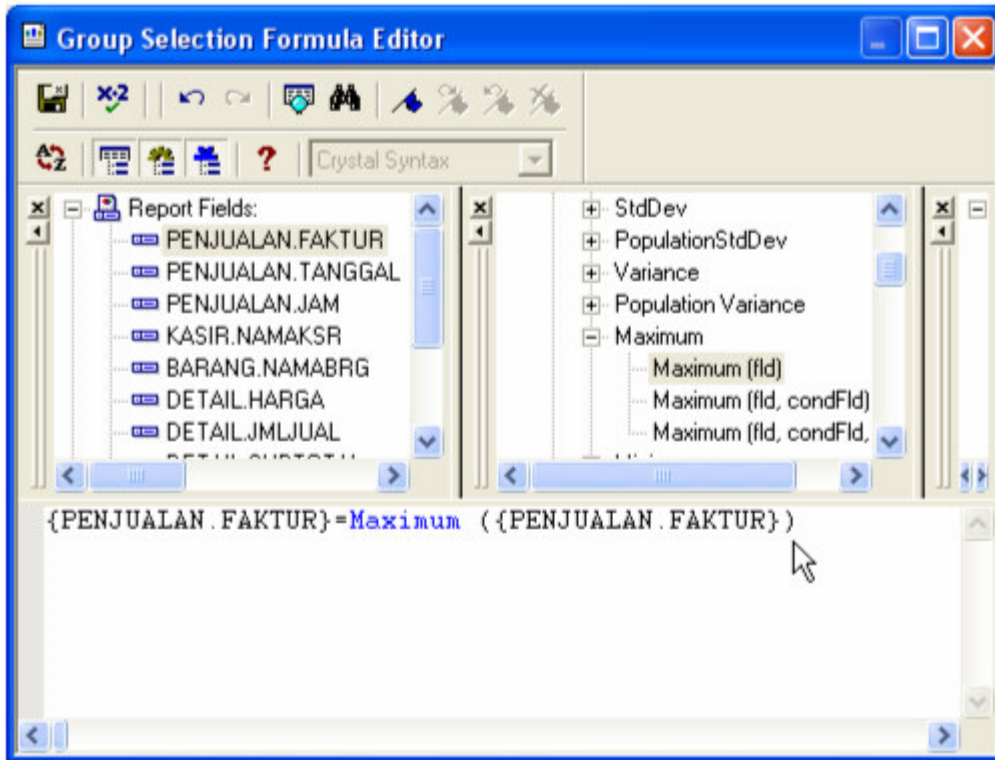 Group Selection Formula Editor
X+2
?
Crystal Syntax
A Z
Report Fields:
PENJUALAN.FAKTUR
PENJUALAN.TANGGAL
PENJUALAN.JAM
KASIR.NAMAKSR
BARANG.NAMABRG
DETAIL.HARGA
DETAIL.JMLJUAL
StdDev
PopulationStdDev
Variance
Population Variance
Maximum
Maximum (fld)
Maximum (fld, condFld)
Maximum (fld, condFld,
{PENJUALAN.FAKTUR}=Maximum ({PENJUALAN.FAKTUR})